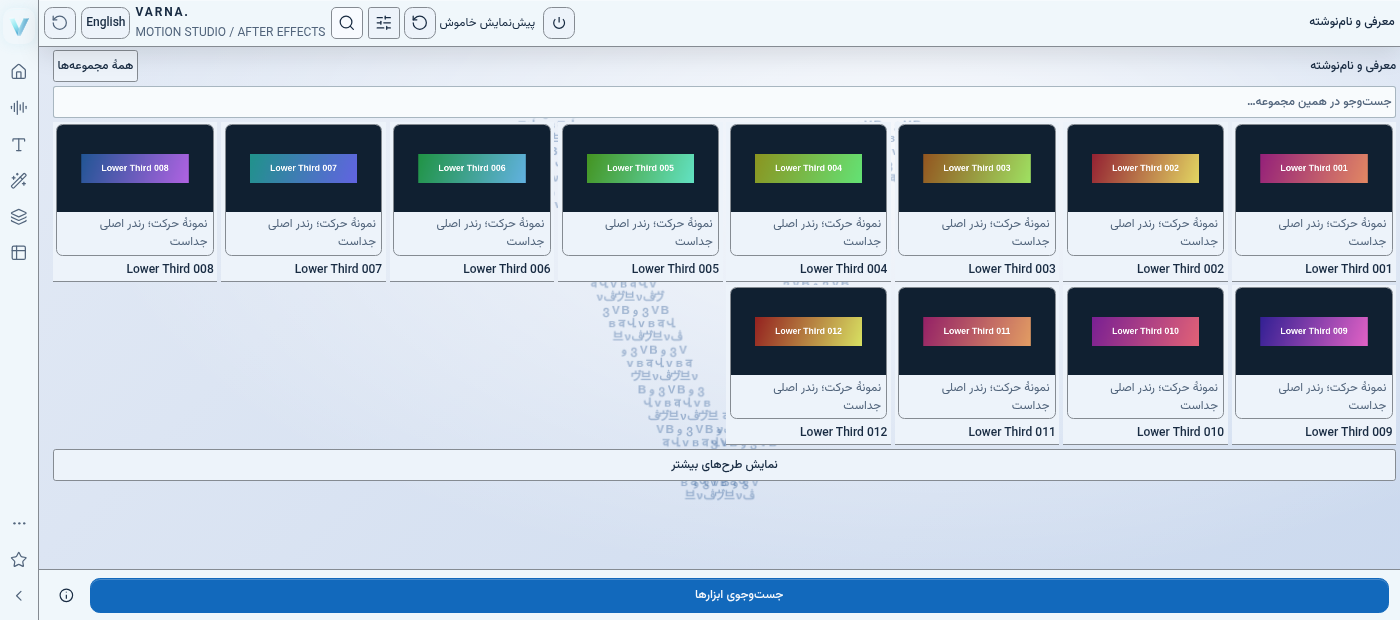 English
VARNA.
MOTION STUDIO / AFTER EFFECTS
پیش‌نمایش خاموش
معرفی و نام‌نوشته
همهٔ مجموعه‌ها
معرفی و نام‌نوشته
جست‌وجو در همین مجموعه…
Lower Third 001
نمونهٔ حرکت؛ رندر اصلی
جداست
Lower Third 001
Lower Third 002
نمونهٔ حرکت؛ رندر اصلی
جداست
Lower Third 002
Lower Third 003
نمونهٔ حرکت؛ رندر اصلی
جداست
Lower Third 003
Lower Third 004
نمونهٔ حرکت؛ رندر اصلی
جداست
Lower Third 004
Lower Third 005
نمونهٔ حرکت؛ رندر اصلی
جداست
Lower Third 005
Lower Third 006
نمونهٔ حرکت؛ رندر اصلی
جداست
Lower Third 006
Lower Third 007
نمونهٔ حرکت؛ رندر اصلی
جداست
Lower Third 007
Lower Third 008
نمونهٔ حرکت؛ رندر اصلی
جداست
Lower Third 008
Lower Third 009
نمونهٔ حرکت؛ رندر اصلی
جداست
Lower Third 009
Lower Third 010
نمونهٔ حرکت؛ رندر اصلی
جداست
Lower Third 010
Lower Third 011
نمونهٔ حرکت؛ رندر اصلی
جداست
Lower Third 011
Lower Third 012
نمونهٔ حرکت؛ رندر اصلی
جداست
Lower Third 012
نمایش طرح‌های بیشتر
جست‌وجوی ابزارها